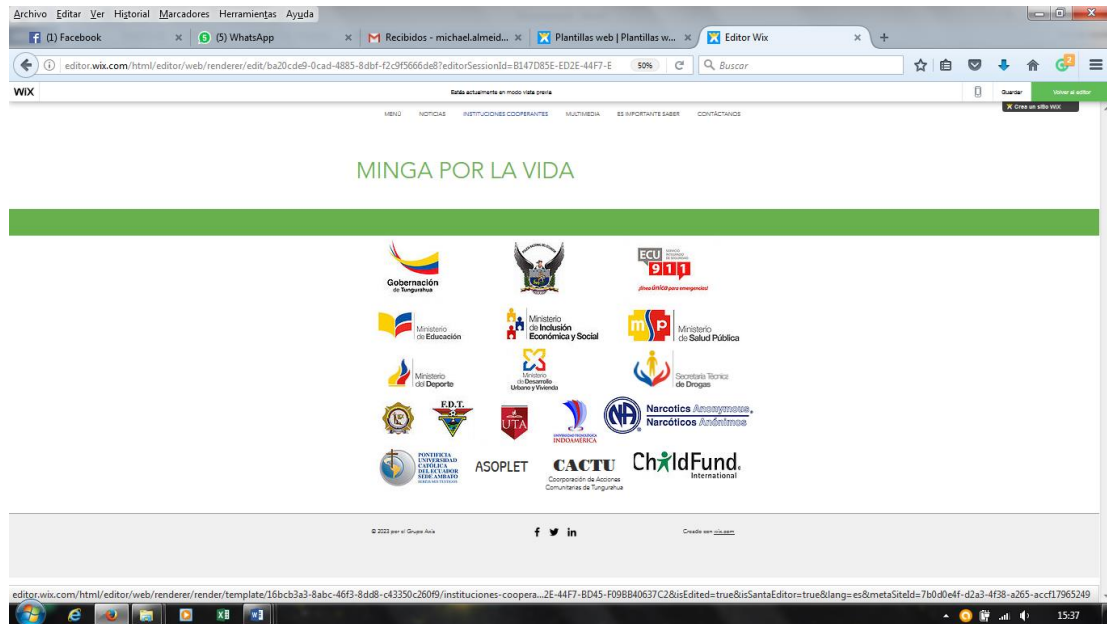 Archivo Editar Ver Historial Marcadores Herramientas Ayuda
(1) Facebook
(5) WhatsApp
Recibidos - michael.almeid...
Plantillas web | Plantillas w...
Editor Wix
editor.wix.com/html/editor/web/renderer/edit/ba20cde9-0cad-4885-8dbf-f2c9f5666de8?editorSessionId=B147D85E-ED2E-44F7-E
50%
Buscar
WiX
Estás actualmente en modo vista previa
Guardar
Volver al editor
Crea un sitio WiX
MENÚ NOTICIAS INSTITUCIONES COOPERANTES MULTIMEDIA ES IMPORTANTE SABER CONTÁCTANOS
MINGA POR LA VIDA
Gobernación
de Tungurahua
ECU
911
¡línea ÚNICA para emergencias!
Ministerio
de Educación
Ministerio
de Inclusión
Económica y Social
msp
Ministerio
de Salud Pública
Ministerio
del Deporte
Ministerio
de Desarrollo
Urbano y Vivienda
Secretaría Técnica
de Drogas
F.D.T.
UTA
INDOAMÉRICA
NA
Narcotics Anonymous
Narcóticos Anónimos
PONTIFICIA
UNIVERSIDAD
CATÓLICA
DEL ECUADOR
SEDE AMBATO
ASOPLET
CACTU
Coorporación de Acciones
Comunitarias de Tungurahua
ChildFund
International
© 2023 por el Grupo Axis
Creado con wix.com
editor.wix.com/html/editor/web/renderer/render/template/16bcb3a3-8abc-46f3-8dd8-c43350c260f9/instituciones-coopera...2E-44F7-BD45-F09BB40637C2&isEdited=true&isSantaEditor=true&lang=es&metaSiteId=7b0d0e4f-d2a3-4f38-a265-accf17965249
15:37